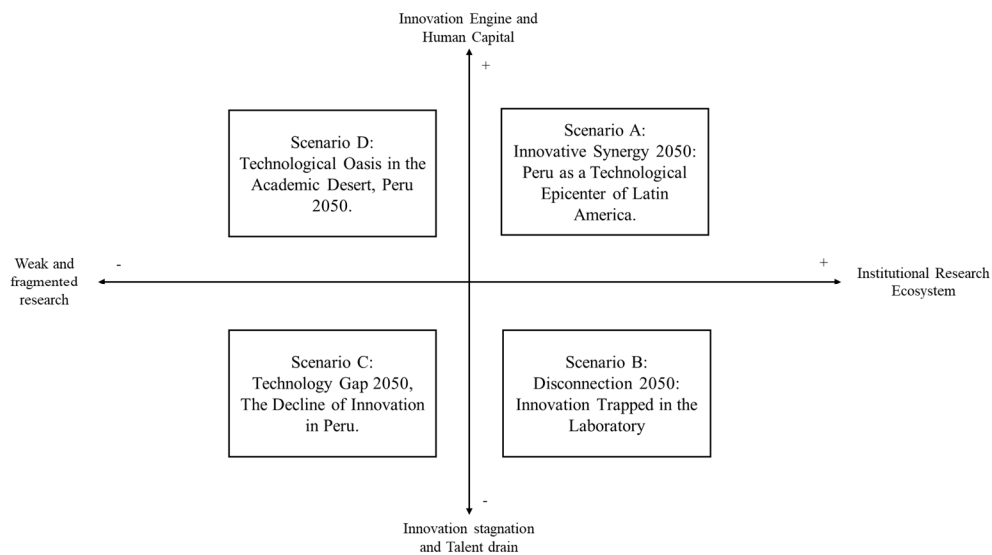 Innovation Engine and
Human Capital
+
Scenario D:
Technological Oasis in the
Academic Desert, Peru
2050.
Scenario A:
Innovative Synergy 2050:
Peru as a Technological
Epicenter of Latin
America.
Weak and
fragmented
research
-
+
Institutional Research
Ecosystem
Scenario C:
Technology Gap 2050,
The Decline of Innovation
in Peru.
Scenario B:
Disconnection 2050:
Innovation Trapped in the
Laboratory
-
Innovation stagnation
and Talent drain